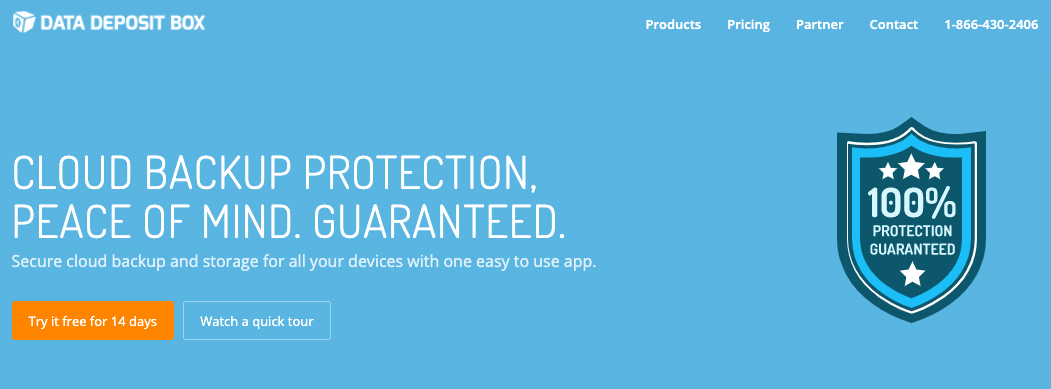 DATA DEPOSIT BOX
Products Pricing Partner Contact 1-866-430-2406
CLOUD BACKUP PROTECTION,
PEACE OF MIND. GUARANTEED.
Secure cloud backup and storage for all your devices with one easy to use app.
Try it free for 14 days
Watch a quick tour
100%
PROTECTION
GUARANTEED